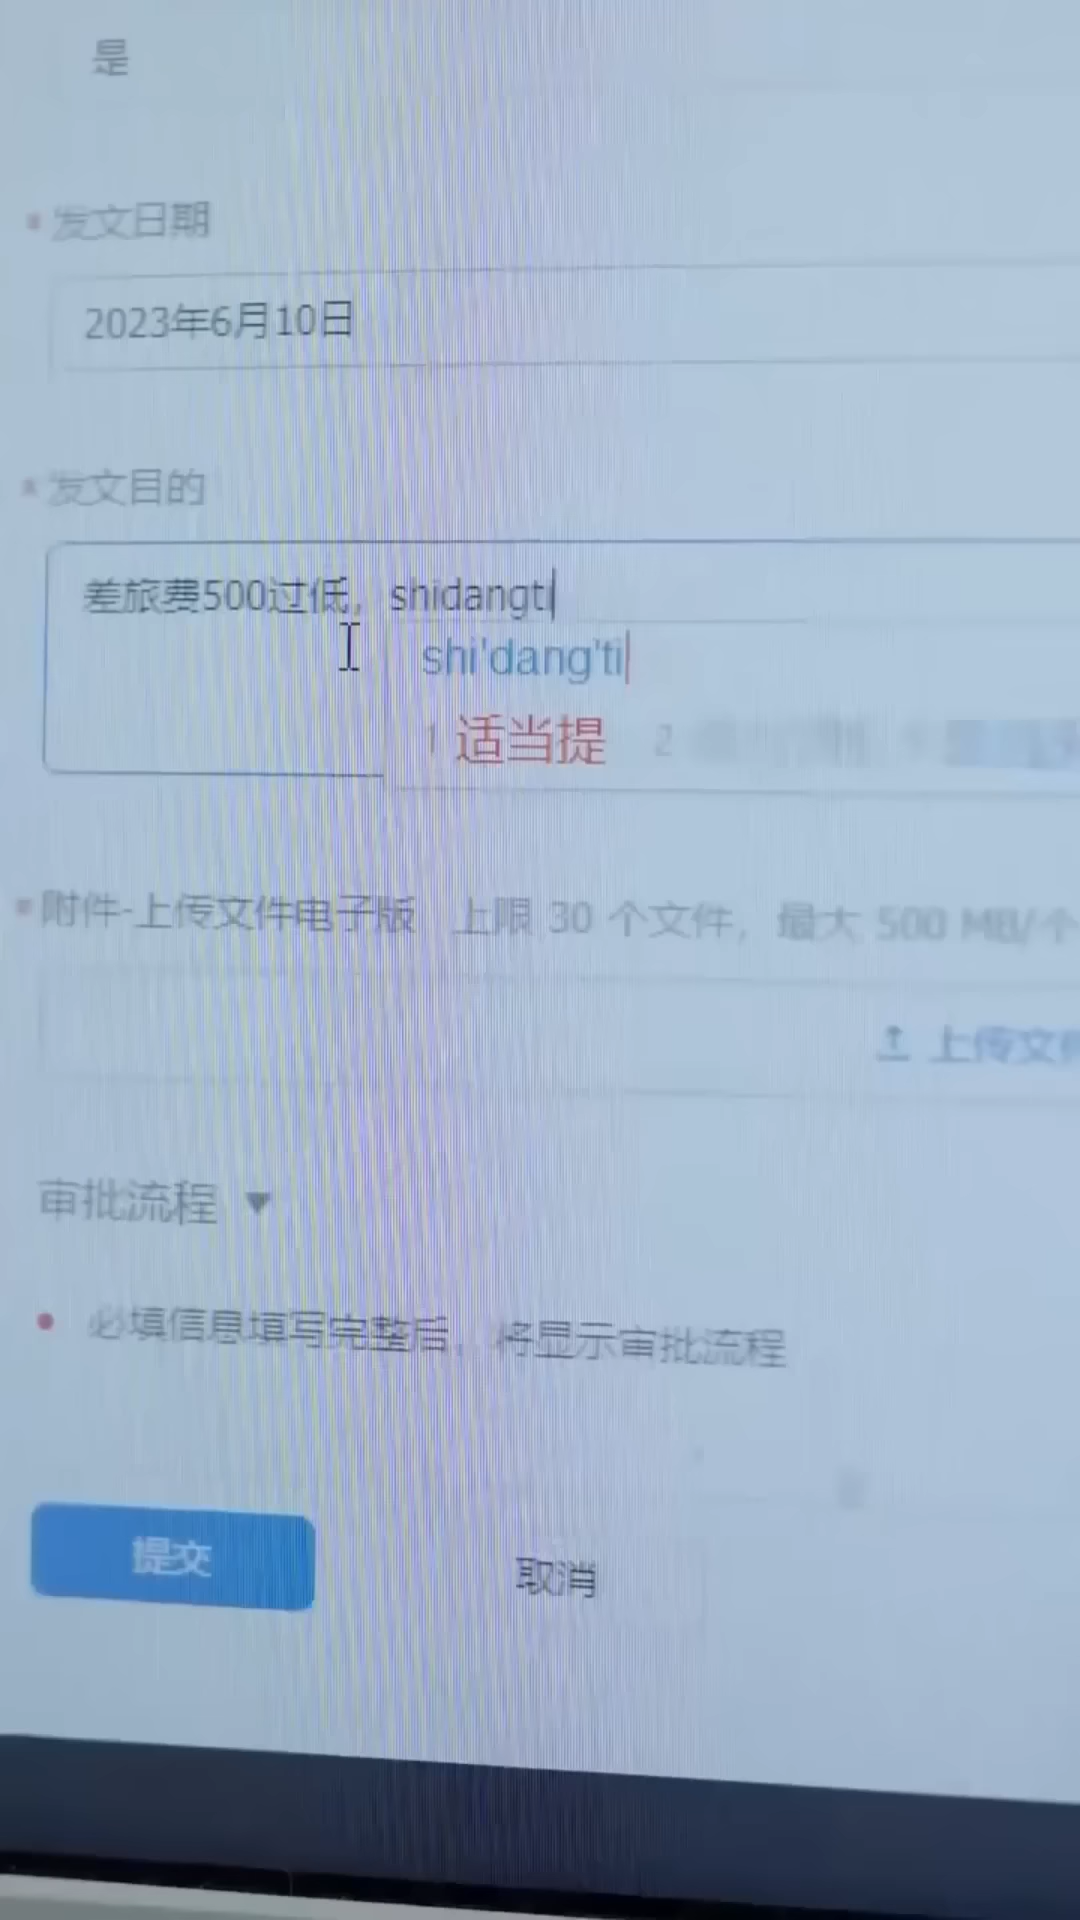 是
* 发文日期
2023年6月10日
* 发文目的
差旅费500过低，shidangti
shi'dang'ti
1 适当提 2
* 附件-上传文件电子版 上限 30 个文件，最大 500 MB/个
上传文件
审批流程 ▼
• 必填信息填写完整后，将显示审批流程
提交 取消